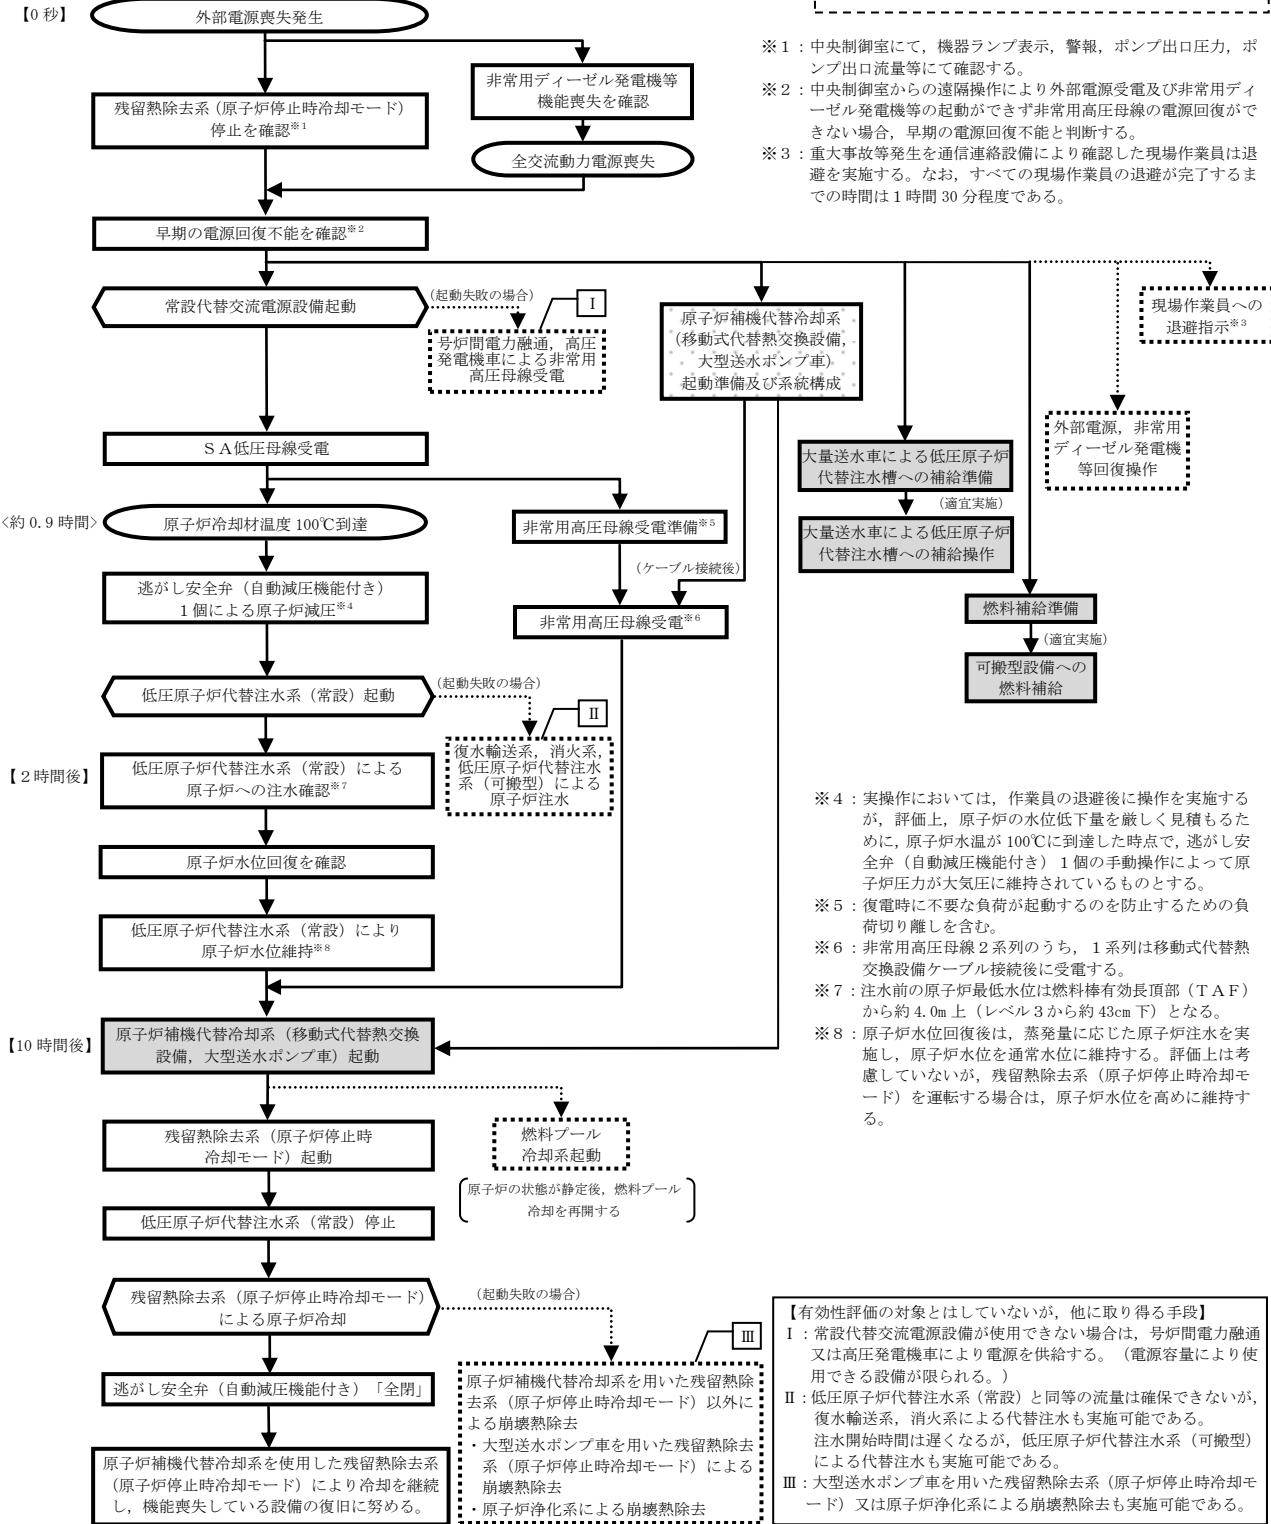 【0 秒】
外部電源喪失発生
非常用ディーゼル発電機等
機能喪失を確認
残留熱除去系（原子炉停止時冷却モード）
停止を確認※1
全交流動力電源喪失
早期の電源回復不能を確認※2
※1：中央制御室にて，機器ランプ表示，警報，ポンプ出口圧力，ポ
ンプ出口流量等にて確認する。
※2：中央制御室からの遠隔操作により外部電源受電及び非常用ディ
ーゼル発電機等の起動ができず非常用高圧母線の電源回復がで
きない場合，早期の電源回復不能と判断する。
※3：重大事故等発生を通信連絡設備により確認した現場作業員は退
避を実施する。なお，すべての現場作業員の退避が完了するま
での時間は１時間 30 分程度である。
常設代替交流電源設備起動
（起動失敗の場合）
Ⅰ
号炉間電力融通，高圧
発電機車による非常用
高圧母線受電
原子炉補機代替冷却系
（移動式代替熱交換設備，
大型送水ポンプ車）
起動準備及び系統構成
現場作業員への
退避指示※3
外部電源，非常用
ディーゼル発電機
等回復操作
ＳＡ低圧母線受電
大量送水車による低圧原子炉
代替注水槽への補給準備
（適宜実施）
大量送水車による低圧原子炉
代替注水槽への補給操作
<約 0.9 時間>
原子炉冷却材温度 100℃到達
非常用高圧母線受電準備※5
（ケーブル接続後）
逃がし安全弁（自動減圧機能付き）
１個による原子炉減圧※4
非常用高圧母線受電※6
燃料補給準備
（適宜実施）
可搬型設備への
燃料補給
低圧原子炉代替注水系（常設）起動
（起動失敗の場合）
Ⅱ
復水輸送系，消火系，
低圧原子炉代替注水
系（可搬型）による
原子炉注水
【２時間後】
低圧原子炉代替注水系（常設）による
原子炉への注水確認※7
原子炉水位回復を確認
低圧原子炉代替注水系（常設）により
原子炉水位維持※8
※4：実操作においては，作業員の退避後に操作を実施する
が，評価上，原子炉の水位低下量を厳しく見積もるた
めに，原子炉水温が 100℃に到達した時点で，逃がし安
全弁（自動減圧機能付き）１個の手動操作によって原
子炉圧力が大気圧に維持されているものとする。
※5：復電時に不要な負荷が起動するのを防止するための負
荷切り離しを含む。
※6：非常用高圧母線２系列のうち，１系列は移動式代替熱
交換設備ケーブル接続後に受電する。
※7：注水前の原子炉最低水位は燃料棒有効長頂部（ＴＡＦ）
から約 4.0m 上（レベル３から約 43cm 下）となる。
※8：原子炉水位回復後は，蒸発量に応じた原子炉注水を実
施し，原子炉水位を通常水位に維持する。評価上は考
慮していないが，残留熱除去系（原子炉停止時冷却モ
ード）を運転する場合は，原子炉水位を高めに維持す
る。
【10 時間後】
原子炉補機代替冷却系（移動式代替熱交換
設備，大型送水ポンプ車）起動
残留熱除去系（原子炉停止時
冷却モード）起動
燃料プール
冷却系起動
原子炉の状態が静定後，燃料プール
冷却を再開する
低圧原子炉代替注水系（常設）停止
残留熱除去系（原子炉停止時冷却モード）
による原子炉冷却
（起動失敗の場合）
Ⅲ
逃がし安全弁（自動減圧機能付き）「全閉」
原子炉補機代替冷却系を用いた残留熱除
去系（原子炉停止時冷却モード）以外に
よる崩壊熱除去
・大型送水ポンプ車を用いた残留熱除去
系（原子炉停止時冷却モード）による
崩壊熱除去
・原子炉浄化系による崩壊熱除去
原子炉補機代替冷却系を使用した残留熱除去系
（原子炉停止時冷却モード）により冷却を継続
し，機能喪失している設備の復旧に努める。
【有効性評価の対象とはしていないが，他に取り得る手段】
Ⅰ：常設代替交流電源設備が使用できない場合は，号炉間電力融通
又は高圧発電機車により電源を供給する。（電源容量により使
用できる設備が限られる。）
Ⅱ：低圧原子炉代替注水系（常設）と同等の流量は確保できないが，
復水輸送系，消火系による代替注水も実施可能である。
注水開始時間は遅くなるが，低圧原子炉代替注水系（可搬型）
による代替注水も実施可能である。
Ⅲ：大型送水ポンプ車を用いた残留熱除去系（原子炉停止時冷却モ
ード）又は原子炉浄化系による崩壊熱除去も実施可能である。